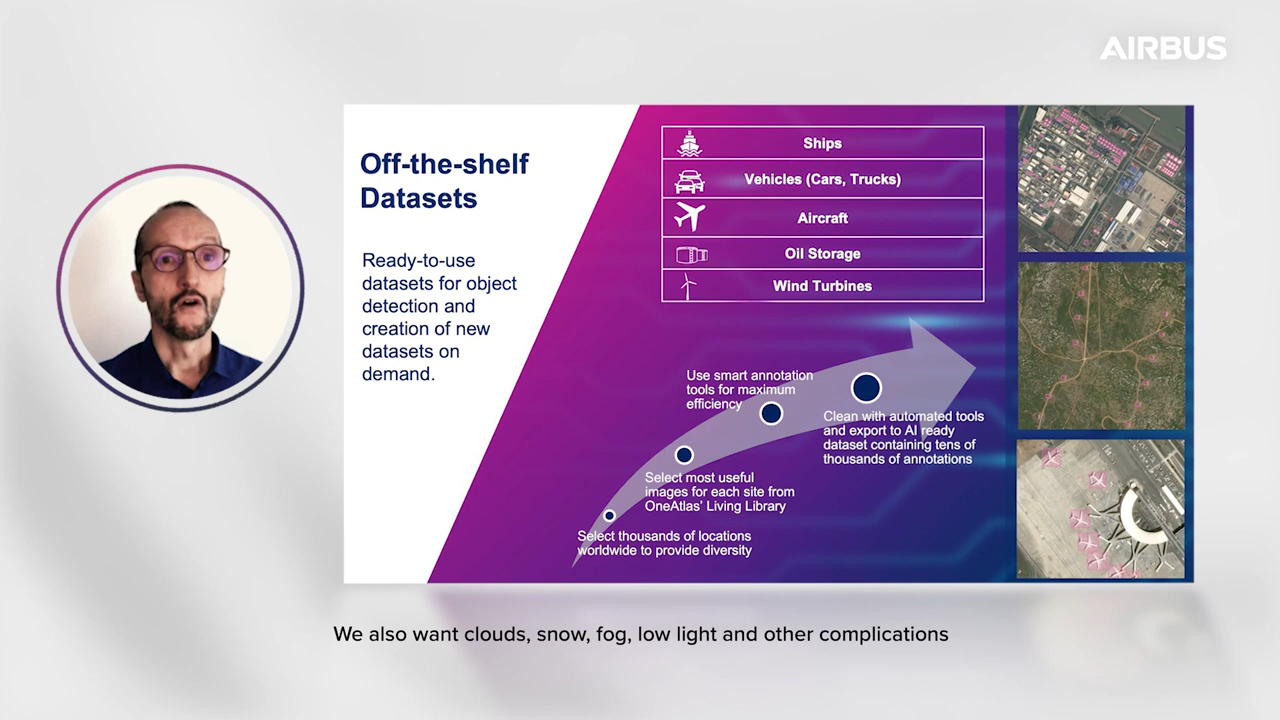 AIRBUS
Off-the-shelf
Datasets
Ready-to-use
datasets for object
detection and
creation of new
datasets on
demand.
Ships
Vehicles (Cars, Trucks)
Aircraft
Oil Storage
Wind Turbines
Use smart annotation
tools for maximum
efficiency
Clean with automated tools
and export to AI ready
dataset containing tens of
thousands of annotations
Select most useful
images for each site from
OneAtlas' Living Library
Select thousands of locations
worldwide to provide diversity
We also want clouds, snow, fog, low light and other complications